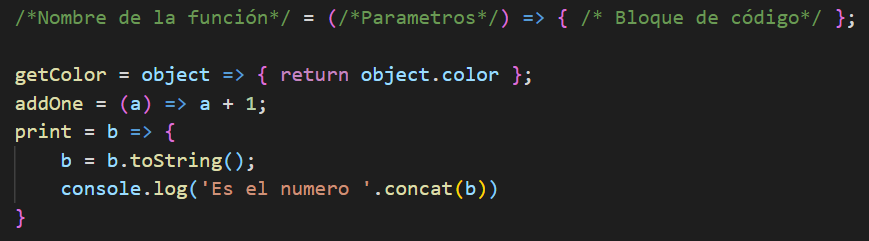 /*Nombre de la función*/ = (/*Parametros*/) => { /* Bloque de código*/ };
getColor = object => { return object.color };
addOne = (a) => a + 1;
print = b => {
b = b.toString();
console.log('Es el numero '.concat(b))
}